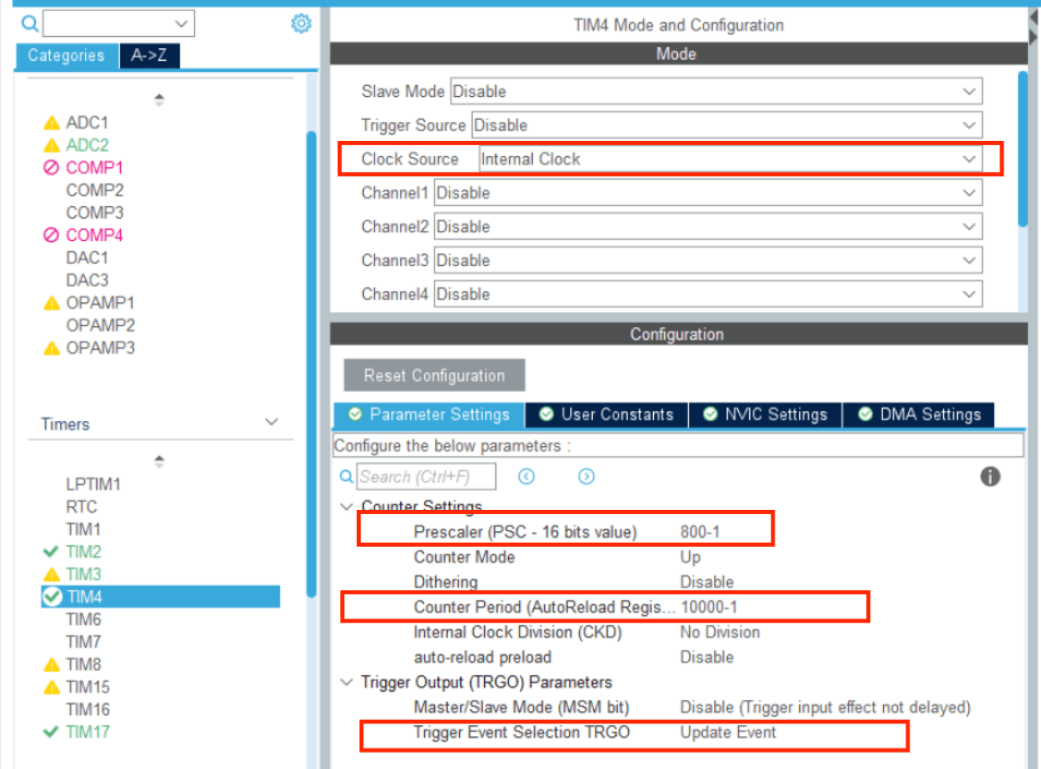 Categories A->Z
ADC1
ADC2
COMP1
COMP2
COMP3
COMP4
DAC1
DAC3
OPAMP1
OPAMP2
OPAMP3
Timers
LPTIM1
RTC
TIM1
TIM2
TIM3
TIM4
TIM6
TIM7
TIM8
TIM15
TIM16
TIM17
TIM4 Mode and Configuration
Mode
Slave Mode Disable
Trigger Source Disable
Clock Source Internal Clock
Channel1 Disable
Channel2 Disable
Channel3 Disable
Channel4 Disable
Configuration
Reset Configuration
Parameter Settings User Constants NVIC Settings DMA Settings
Configure the below parameters :
Search (Ctrl+F)
Counter Settings
Prescaler (PSC - 16 bits value) 800-1
Counter Mode Up
Dithering Disable
Counter Period (AutoReload Regis... 10000-1
Internal Clock Division (CKD) No Division
auto-reload preload Disable
Trigger Output (TRGO) Parameters
Master/Slave Mode (MSM bit) Disable (Trigger input effect not delayed)
Trigger Event Selection TRGO Update Event